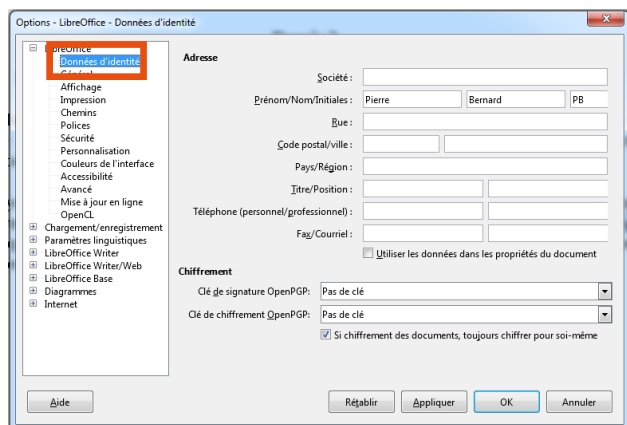 Options - LibreOffice - Données d'identité
LibreOffice
Données d'identité
Général
Affichage
Impression
Chemins
Polices
Sécurité
Personnalisation
Couleurs de l'interface
Accessibilité
Avancé
Mise à jour en ligne
OpenCL
Chargement/enregistrement
Paramètres linguistiques
LibreOffice Writer
LibreOffice Writer/Web
LibreOffice Base
Diagrammes
Internet
Adresse
Société :
Prénom/Nom/Initiales : Pierre Bernard PB
Rue :
Code postal/ville :
Pays/Région :
Titre/Position :
Téléphone (personnel/professionnel) :
Fax/Courriel :
Utiliser les données dans les propriétés du document
Chiffrement
Clé de signature OpenPGP: Pas de clé
Clé de chiffrement OpenPGP: Pas de clé
Si chiffrement des documents, toujours chiffrer pour soi-même
Aide Rétablir Appliquer OK Annuler